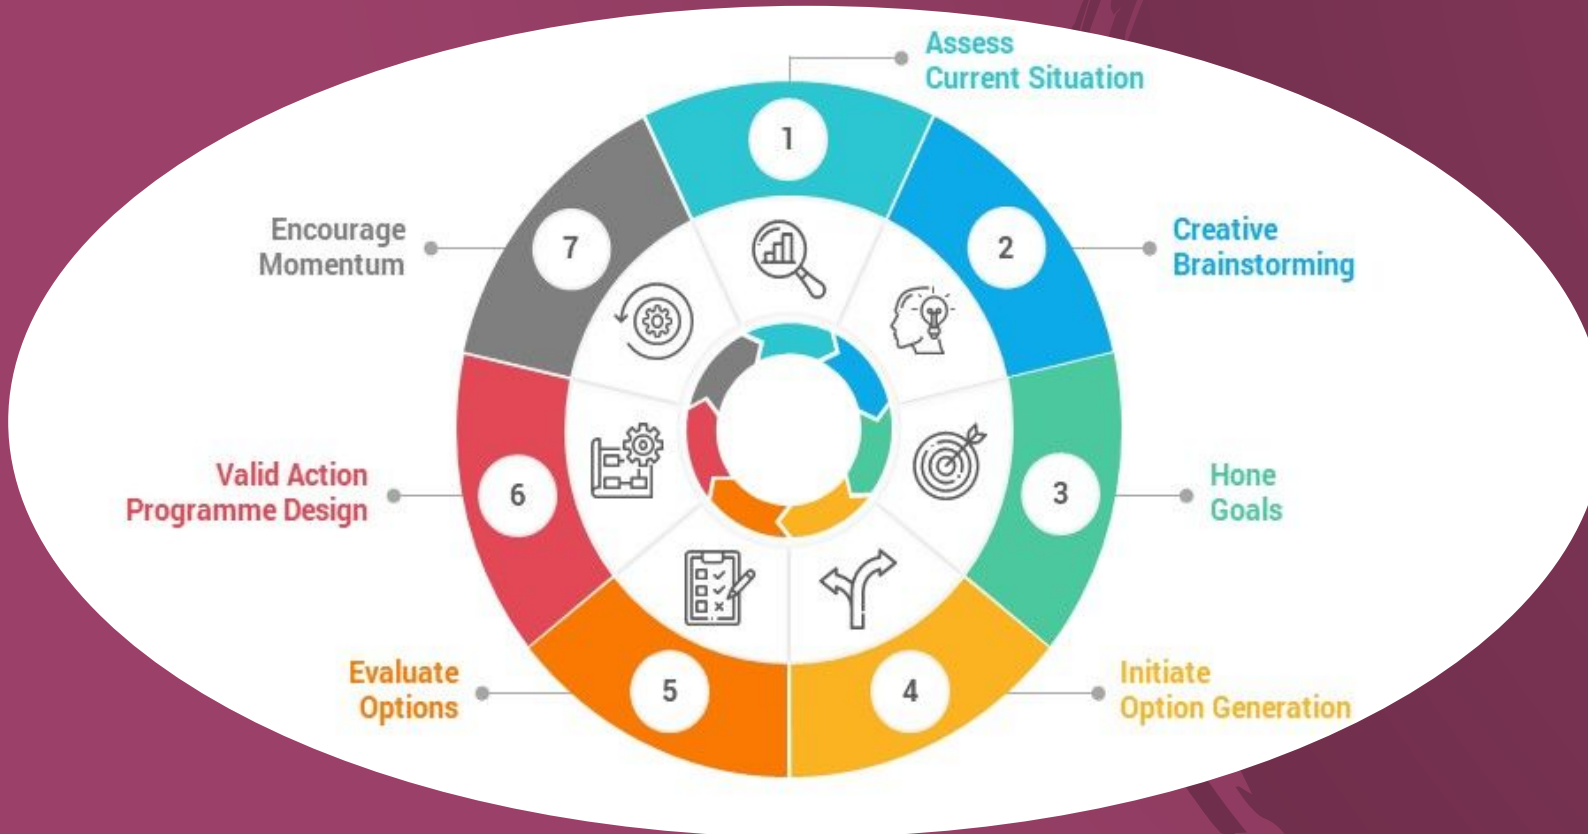 1
Assess
Current Situation
2
Creative
Brainstorming
3
Hone
Goals
4
Initiate
Option Generation
5
Evaluate
Options
6
Valid Action
Programme Design
7
Encourage
Momentum